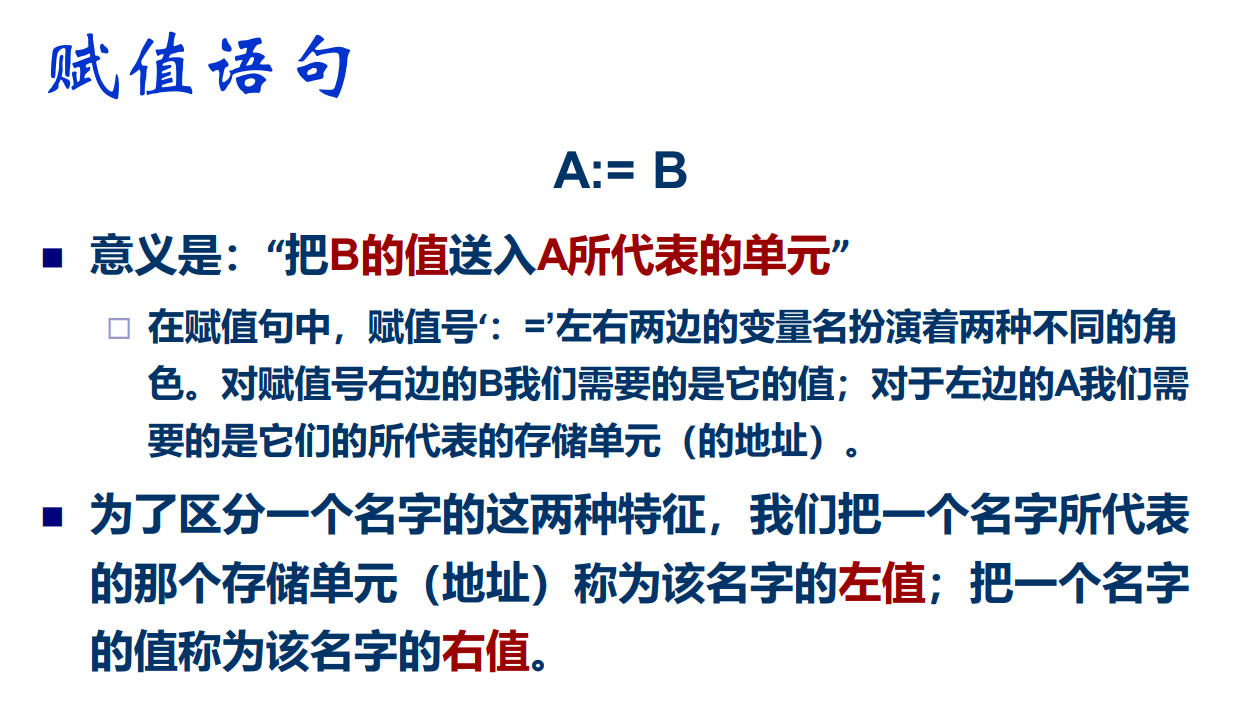 赋值语句
A:= B
意义是：“把B的值送入A所代表的单元”
在赋值句中，赋值号‘：=’左右两边的变量名扮演着两种不同的角
色。对赋值号右边的B我们需要的是它的值；对于左边的A我们需
要的是它们的所代表的存储单元（的地址）。
为了区分一个名字的这两种特征，我们把一个名字所代表
的那个存储单元（地址）称为该名字的左值；把一个名字
的值称为该名字的右值。